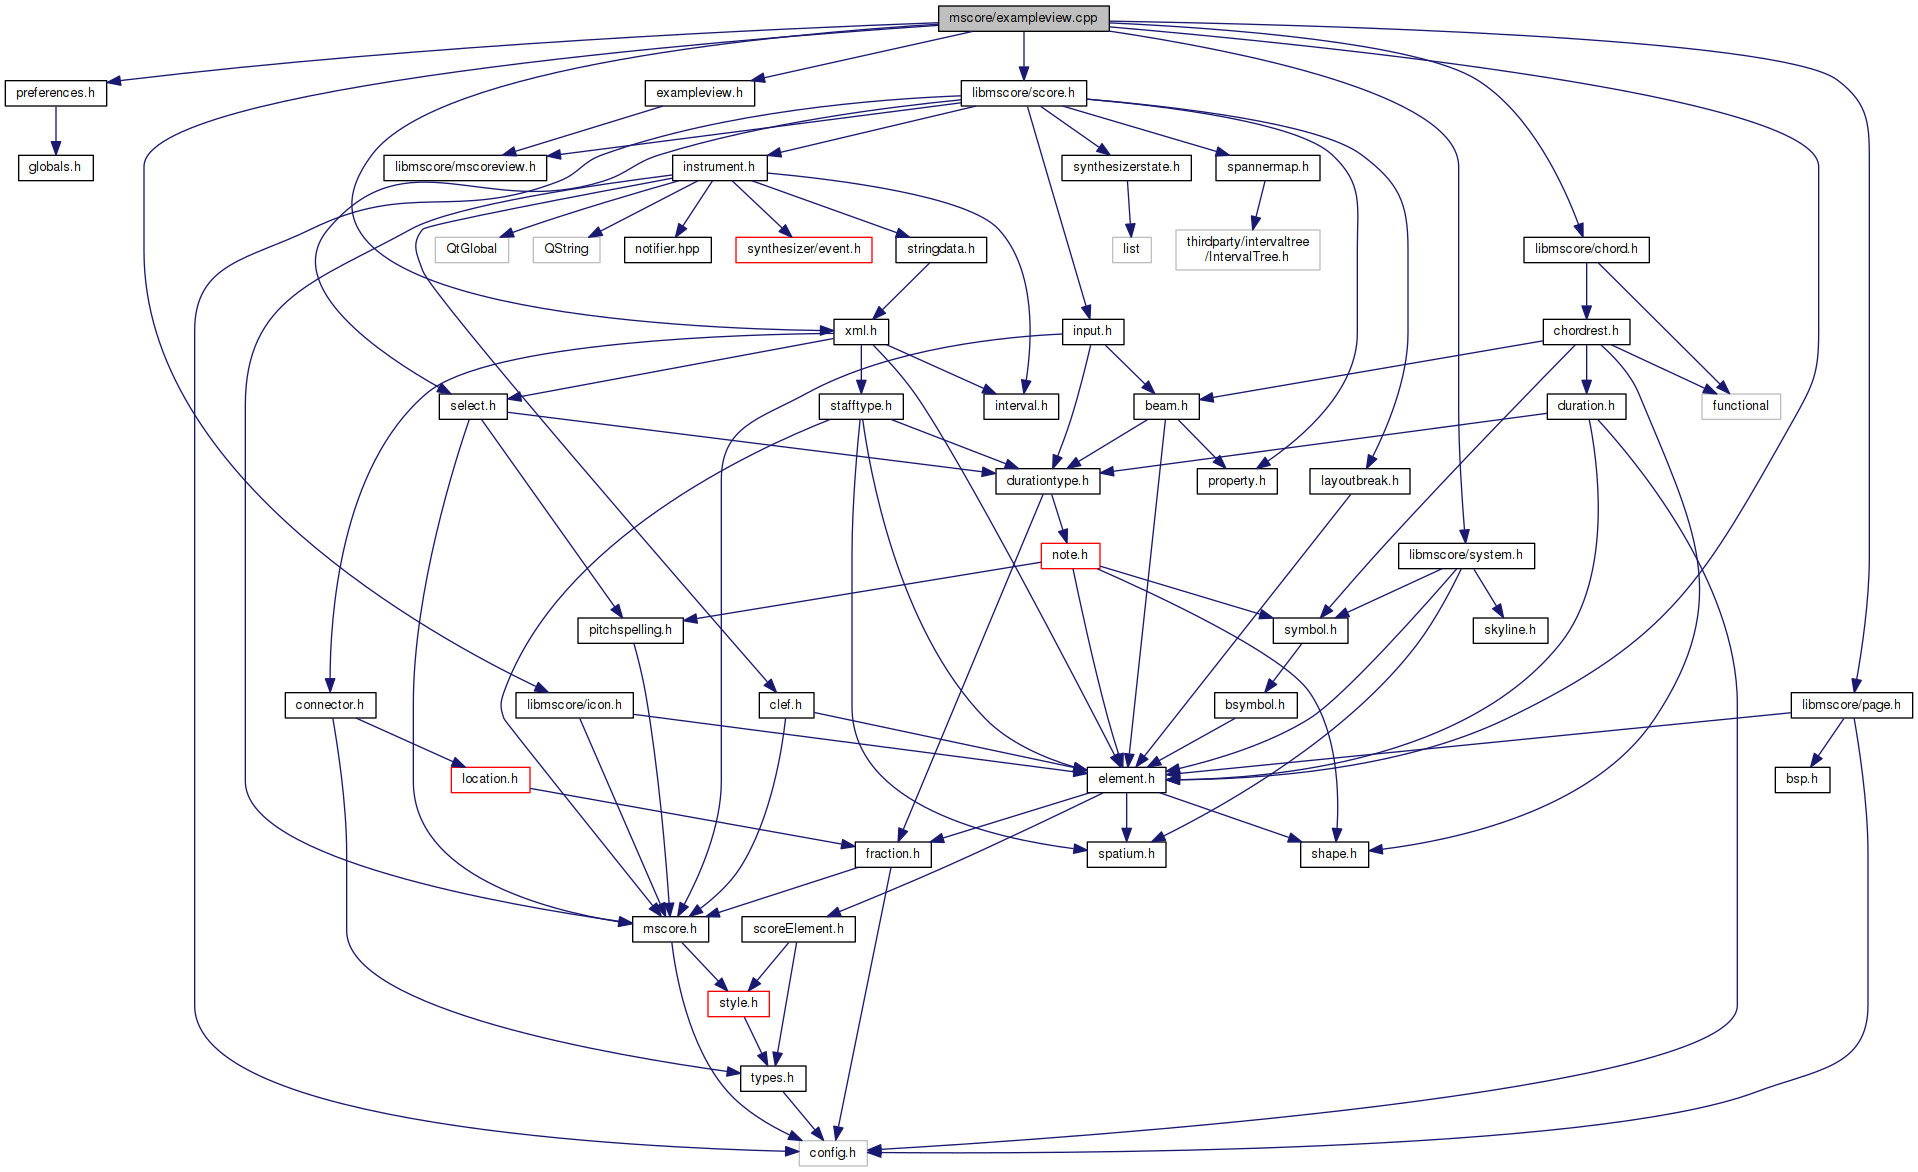 mscore/exampleview.cpp
preferences.h
exampleview.h
libmscore/score.h
globals.h
libmscore/mscoreview.h
instrument.h
synthesizerstate.h
spannermap.h
QtGlobal
QString
notifier.hpp
synthesizer/event.h
stringdata.h
list
thirdparty/intervaltree
/IntervalTree.h
libmscore/chord.h
xml.h
input.h
chordrest.h
select.h
stafftype.h
interval.h
beam.h
duration.h
functional
durationtype.h
property.h
layoutbreak.h
note.h
libmscore/system.h
pitchspelling.h
symbol.h
skyline.h
connector.h
libmscore/icon.h
clef.h
bsymbol.h
libmscore/page.h
location.h
element.h
bsp.h
fraction.h
spatium.h
shape.h
mscore.h
scoreElement.h
style.h
types.h
config.h